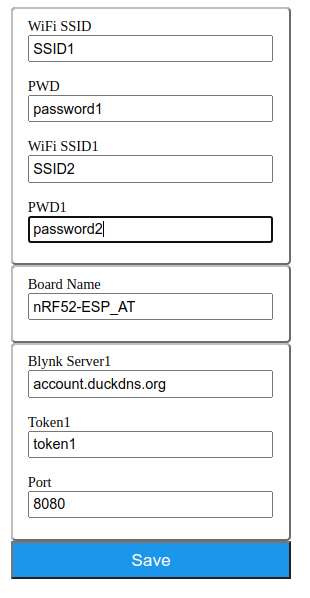 WiFi SSID
SSID1
PWD
password1
WiFi SSID1
SSID2
PWD1
password2
Board Name
nRF52-ESP_AT
Blynk Server1
account.duckdns.org
Token1
token1
Port
8080
Save